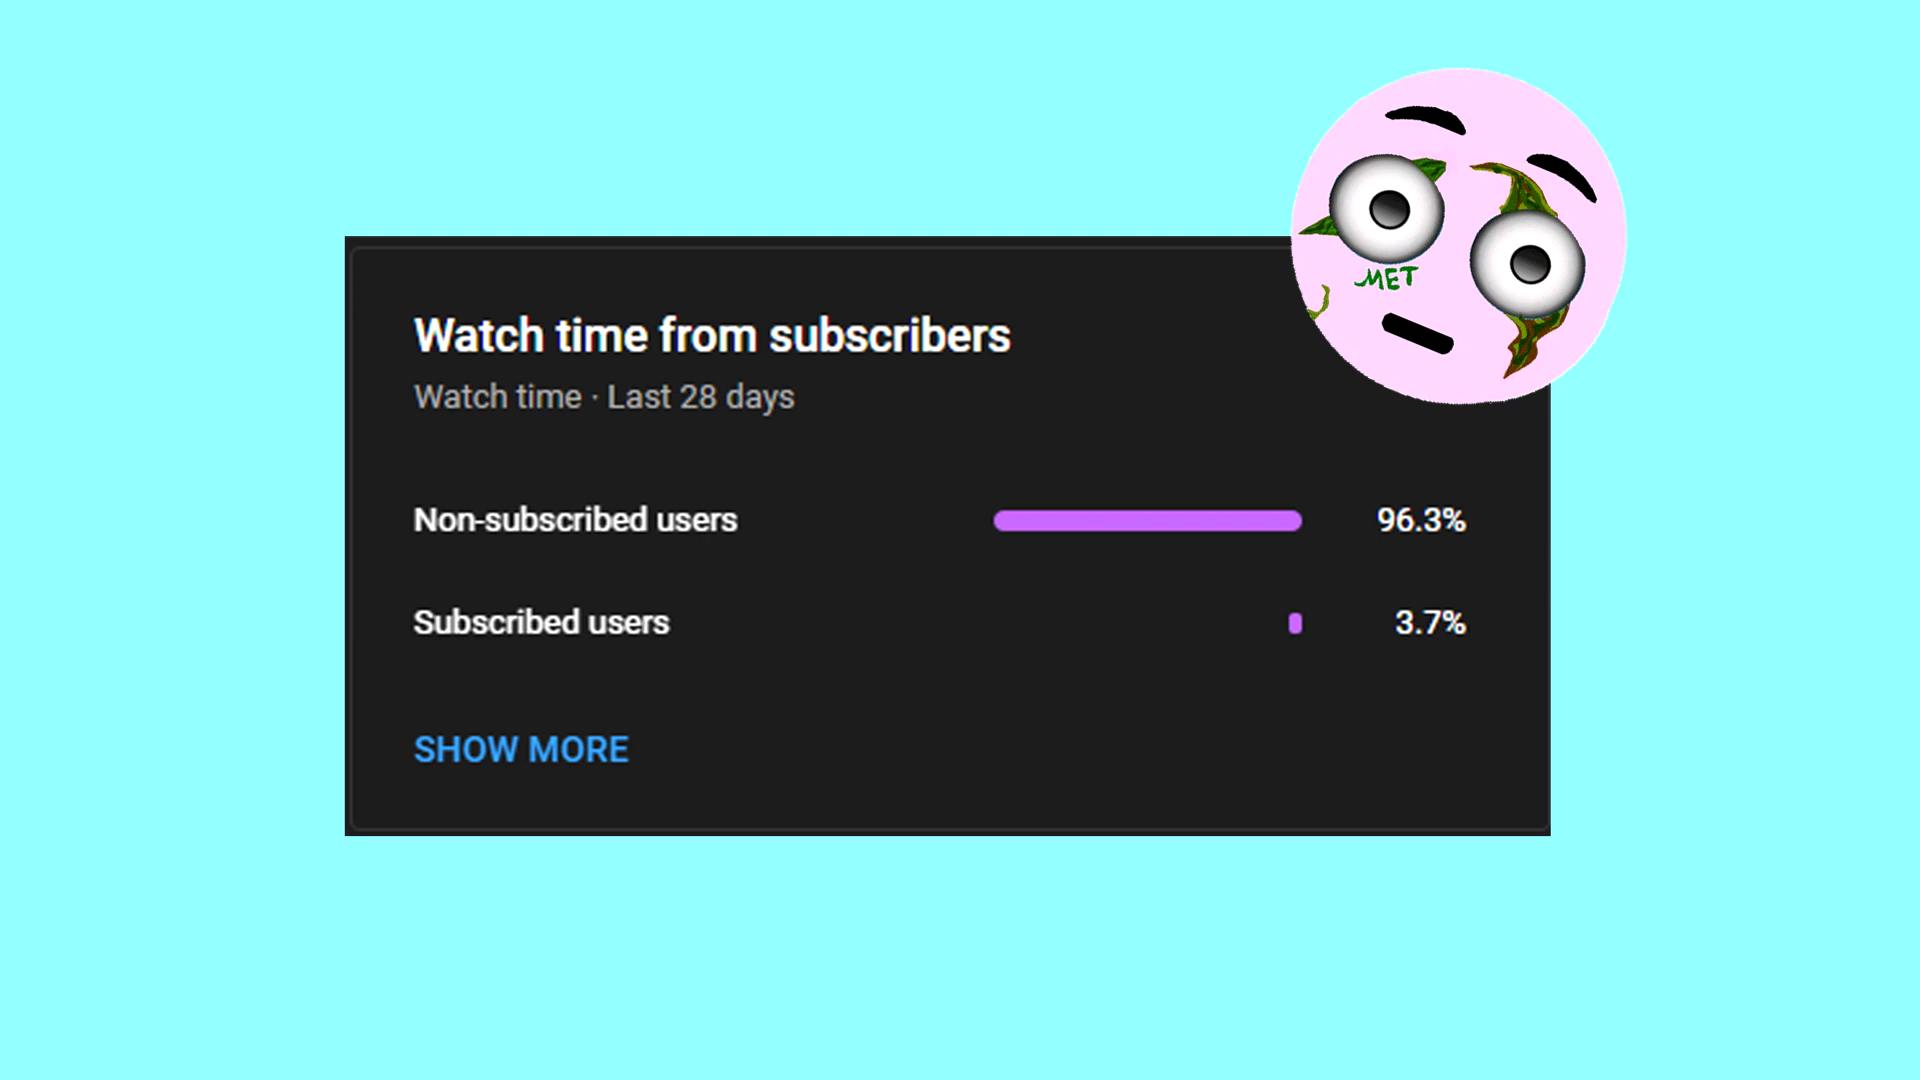 MET
Watch time from subscribers
Watch time · Last 28 days
Non-subscribed users 96.3%
Subscribed users 3.7%
SHOW MORE